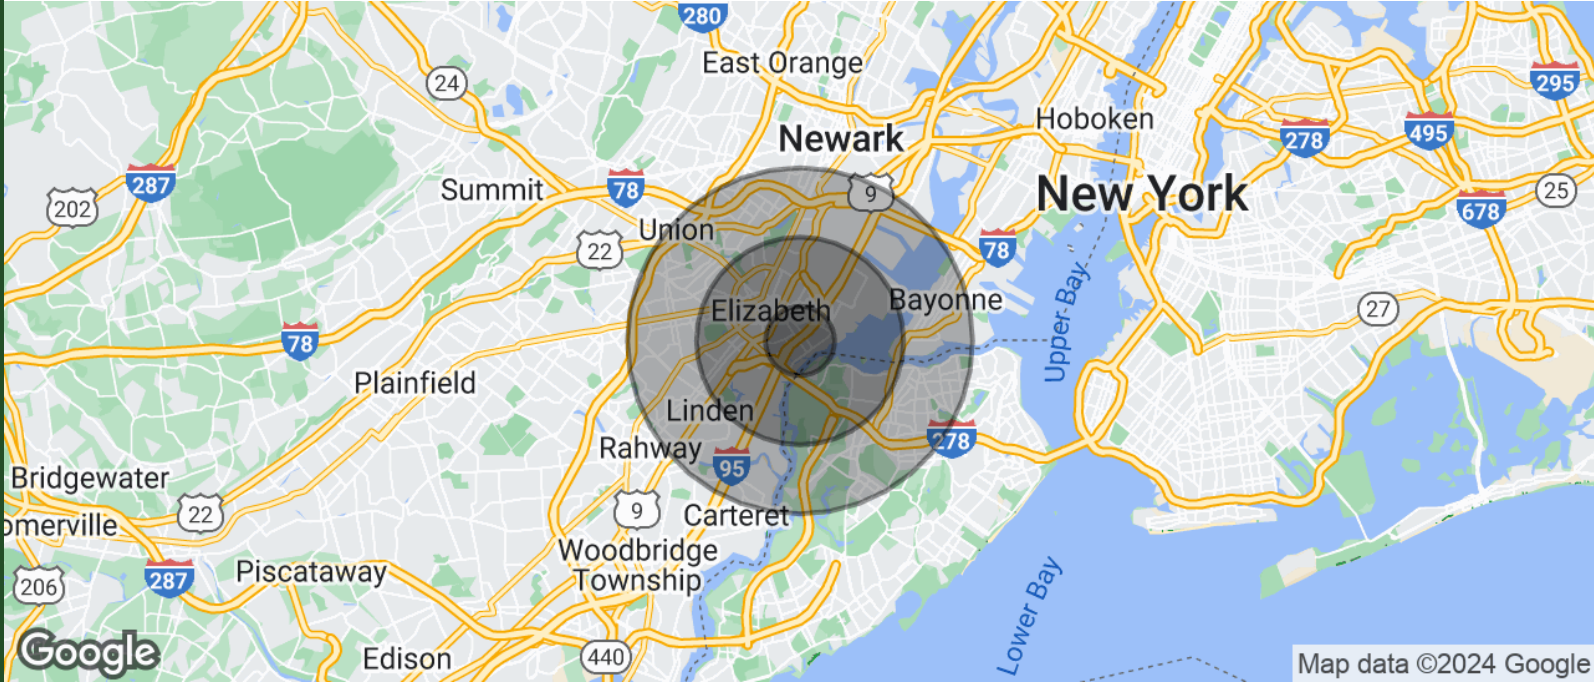 280
East Orange
24
295
Hoboken
Newark
278
495
287
78
Summit
9
New York
25
202
678
Union
22
78
Bayonne
Elizabeth
Upper Bay
27
78
Plainfield
Linden
278
Rahway
95
Bridgewater
22
9
Carteret
omerville
Woodbridge
Township
287
Piscataway
206
Lower Bay
Google
Edison
440
Map data ©2024 Google